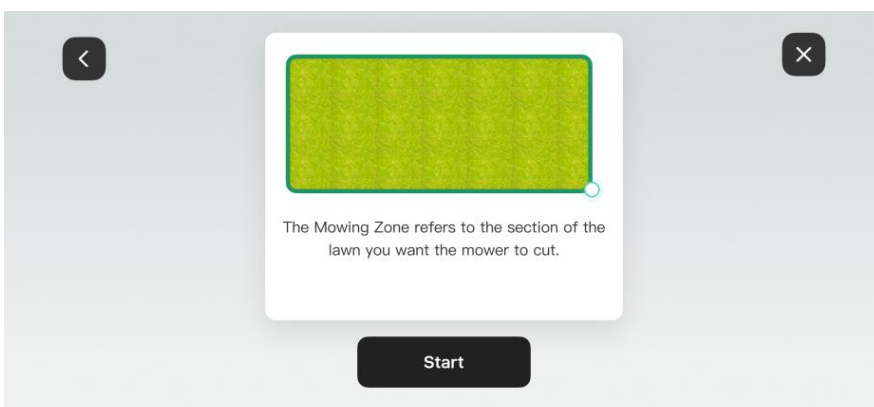 The Mowing Zone refers to the section of the
lawn you want the mower to cut.
Start